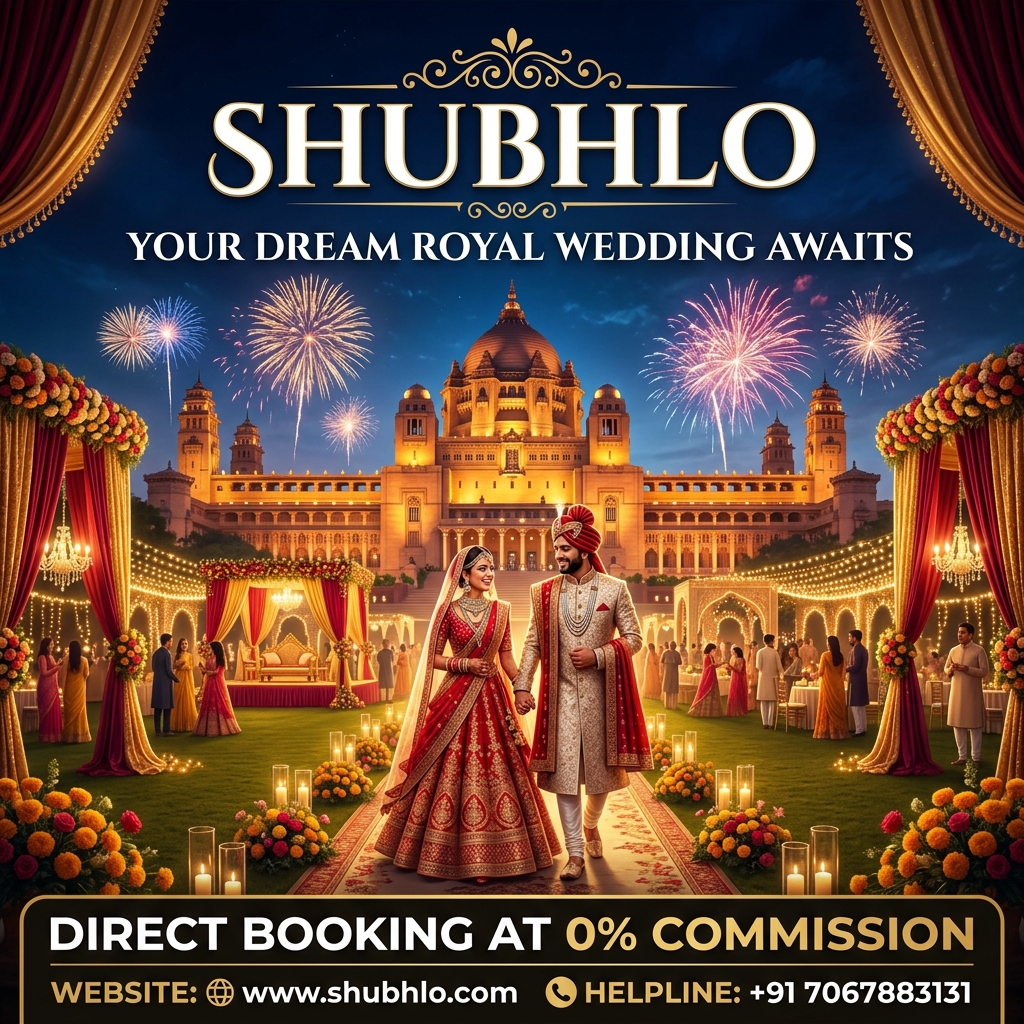 SHUBHLO
YOUR DREAM ROYAL WEDDING AWAITS
DIRECT BOOKING AT 0% COMMISSION
WEBSITE: www.shubhlo.com HELPLINE: +91 7067883131